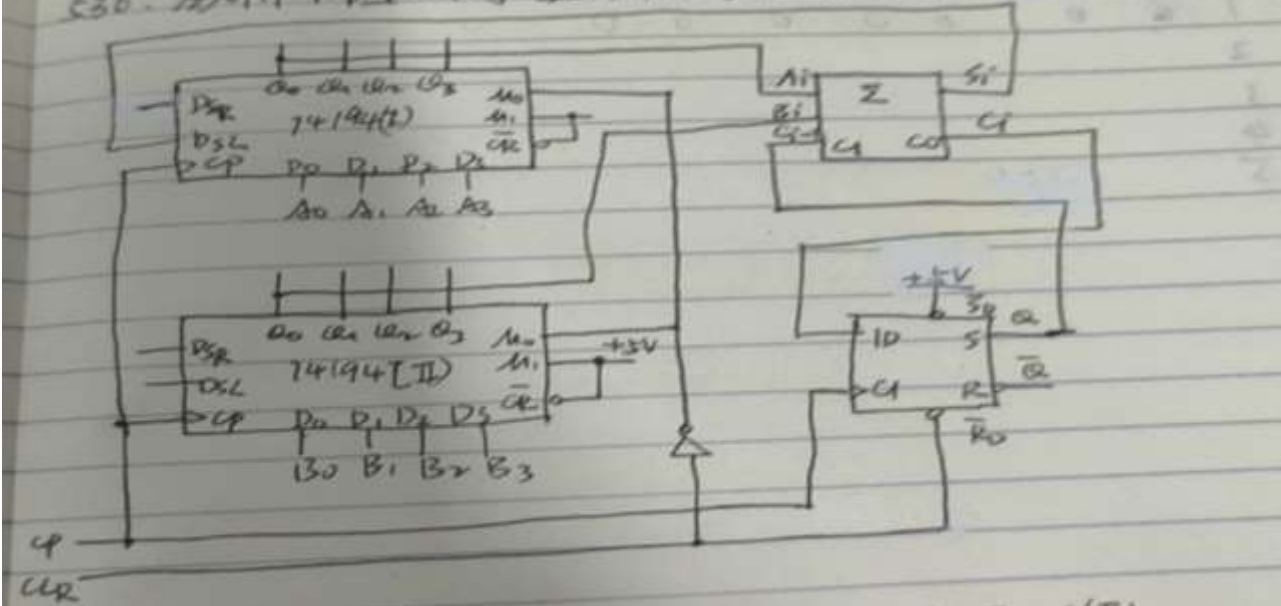 Q0 Q1 Q2 Q3
DSR
74194(I)
M0
M1
DSL
CR
CP
D0 D1 D2 D3
A0 A1 A2 A3
Ai
Σ
Si
Bi
Ci-1
CI
CO
Ci
Q0 Q1 Q2 Q3
DSR
74194[II]
M0
+5V
M1
DSL
CR
CP
D0 D1 D2 D3
B0 B1 B2 B3
+5V
SD
1D
S
Q
C1
R
Q
RD
CP
CLR